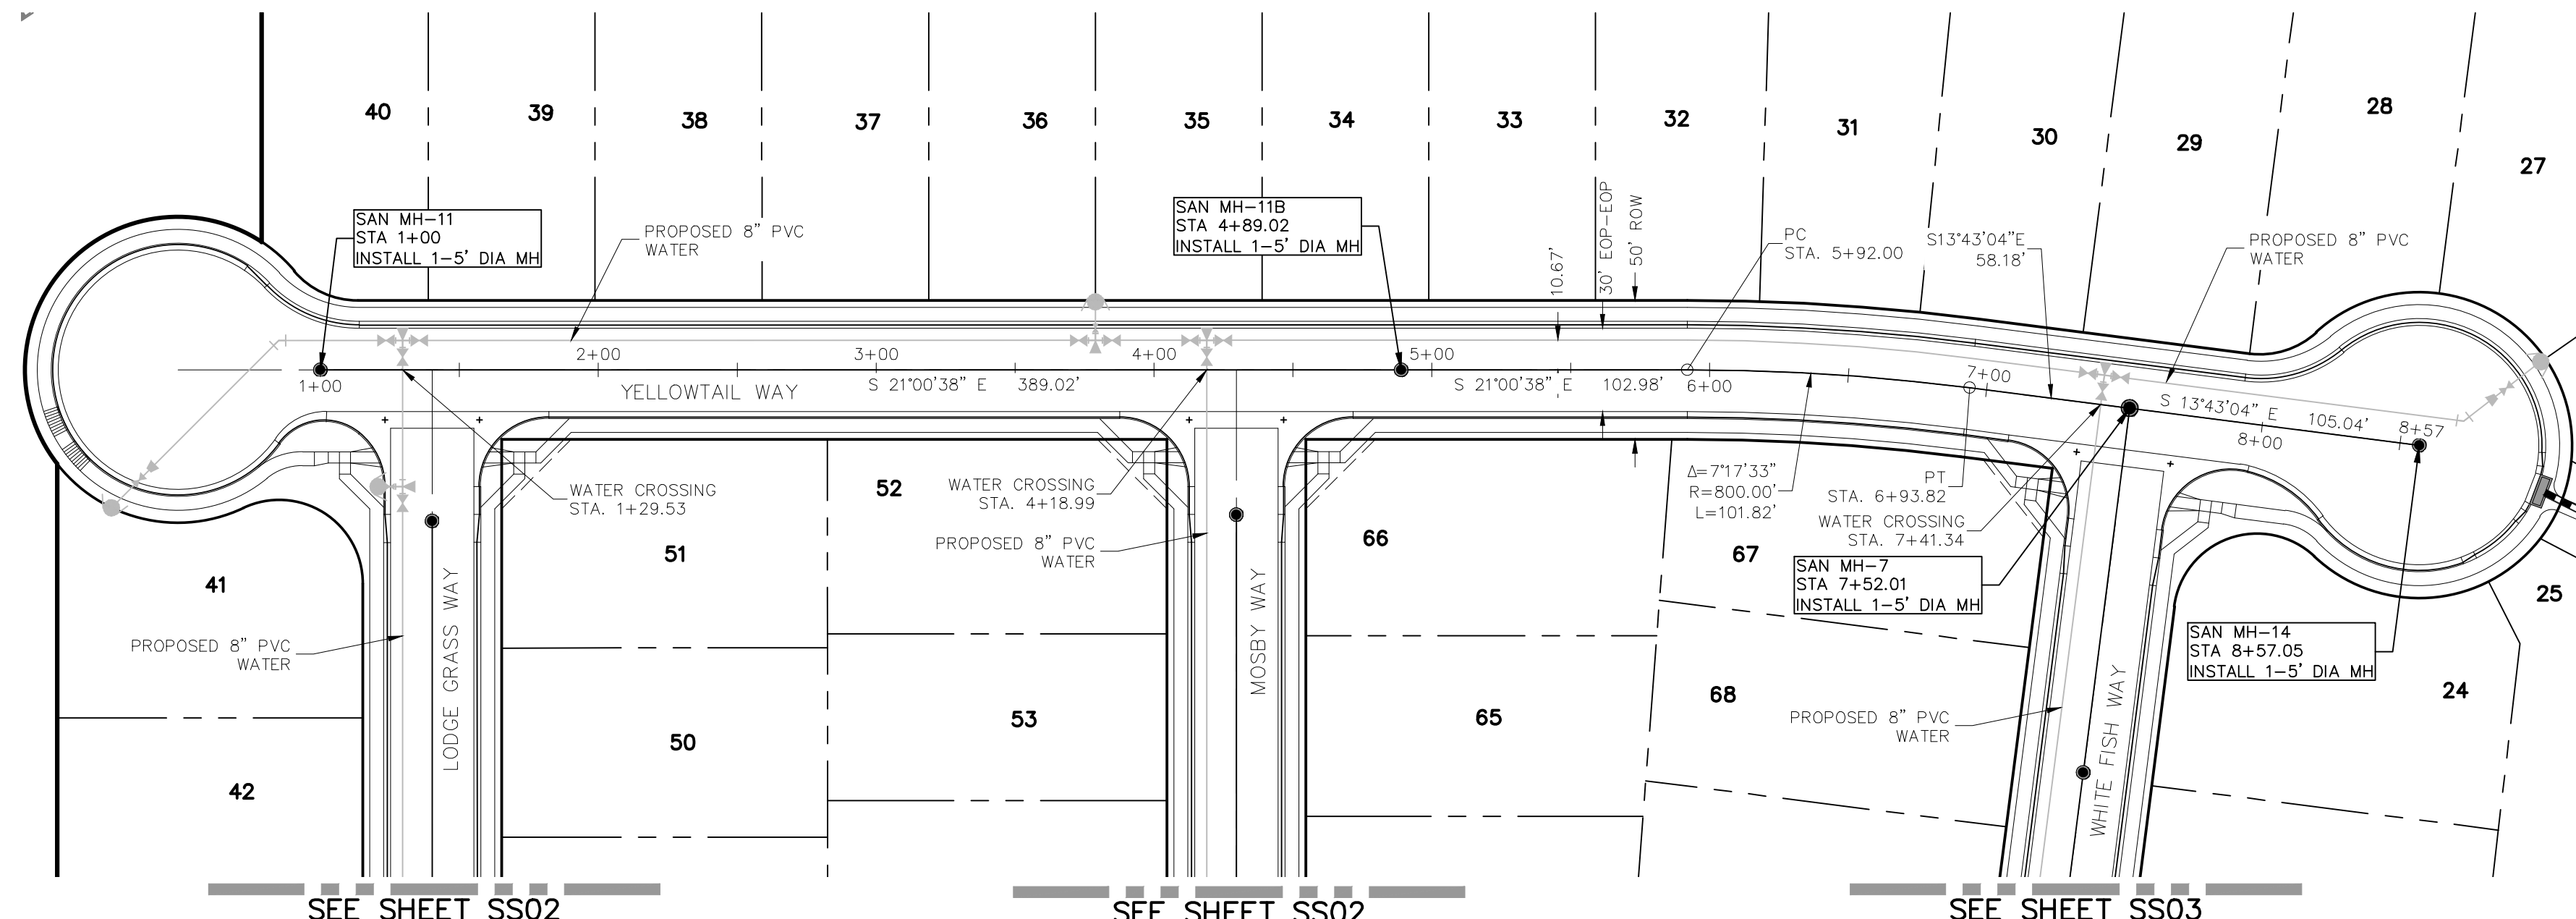 40
39
38
37
36
35
34
33
32
31
30
29
28
27
SAN MH-11
STA 1+00
INSTALL 1-5' DIA MH
PROPOSED 8" PVC
WATER
SAN MH-11B
STA 4+89.02
INSTALL 1-5' DIA MH
10.67'
30' EOP-EOP
50' ROW
PC
STA. 5+92.00
S13°43'04"E
58.18'
PROPOSED 8" PVC
WATER
1+00
2+00
3+00
4+00
5+00
6+00
7+00
8+00
8+57
YELLOWTAIL WAY
S 21°00'38" E 389.02'
S 21°00'38" E 102.98'
S 13°43'04" E 105.04'
WATER CROSSING
STA. 1+29.53
52
WATER CROSSING
STA. 4+18.99
PROPOSED 8" PVC
WATER
Δ=7°17'33"
R=800.00'
L=101.82'
PT
STA. 6+93.82
WATER CROSSING
STA. 7+41.34
SAN MH-7
STA 7+52.01
INSTALL 1-5' DIA MH
SAN MH-14
STA 8+57.05
INSTALL 1-5' DIA MH
41
51
66
67
25
PROPOSED 8" PVC
WATER
LODGE GRASS WAY
MOSBY WAY
WHITE FISH WAY
PROPOSED 8" PVC
WATER
42
50
53
65
68
24
SEE SHEET SS02
SEE SHEET SS02
SEE SHEET SS03